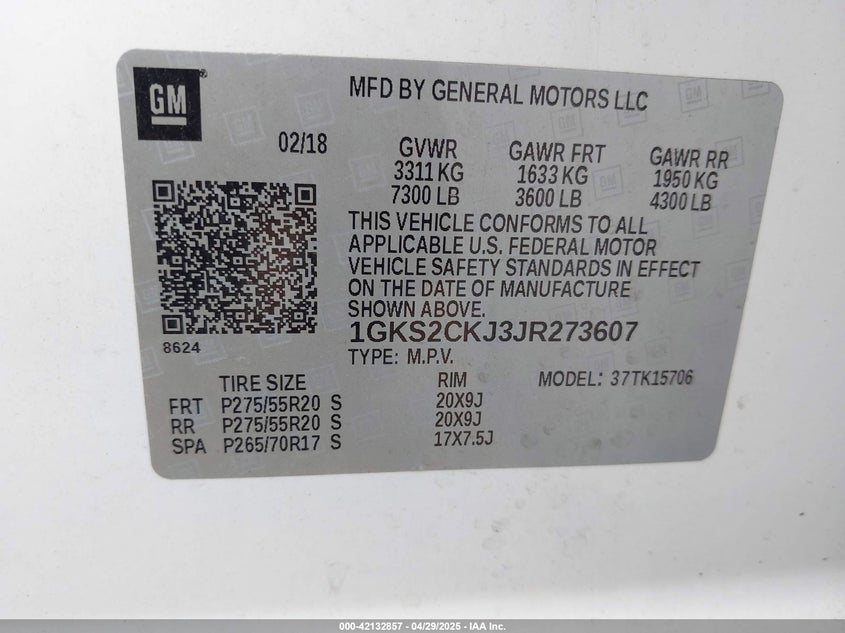 GM
MFD BY GENERAL MOTORS LLC
02/18
GVWR GAWR FRT GAWR RR
3311 KG 1633 KG 1950 KG
7300 LB 3600 LB 4300 LB
THIS VEHICLE CONFORMS TO ALL
APPLICABLE U.S. FEDERAL MOTOR
VEHICLE SAFETY STANDARDS IN EFFECT
ON THE DATE OF MANUFACTURE
SHOWN ABOVE.
8624
1GKS2CKJ3JR273607
TYPE: M.P.V.
TIRE SIZE RIM MODEL: 37TK15706
FRT P275/55R20 S 20X9J
RR P275/55R20 S 20X9J
SPA P265/70R17 S 17X7.5J
000-42132857 - 04/29/2025 - IAA Inc.